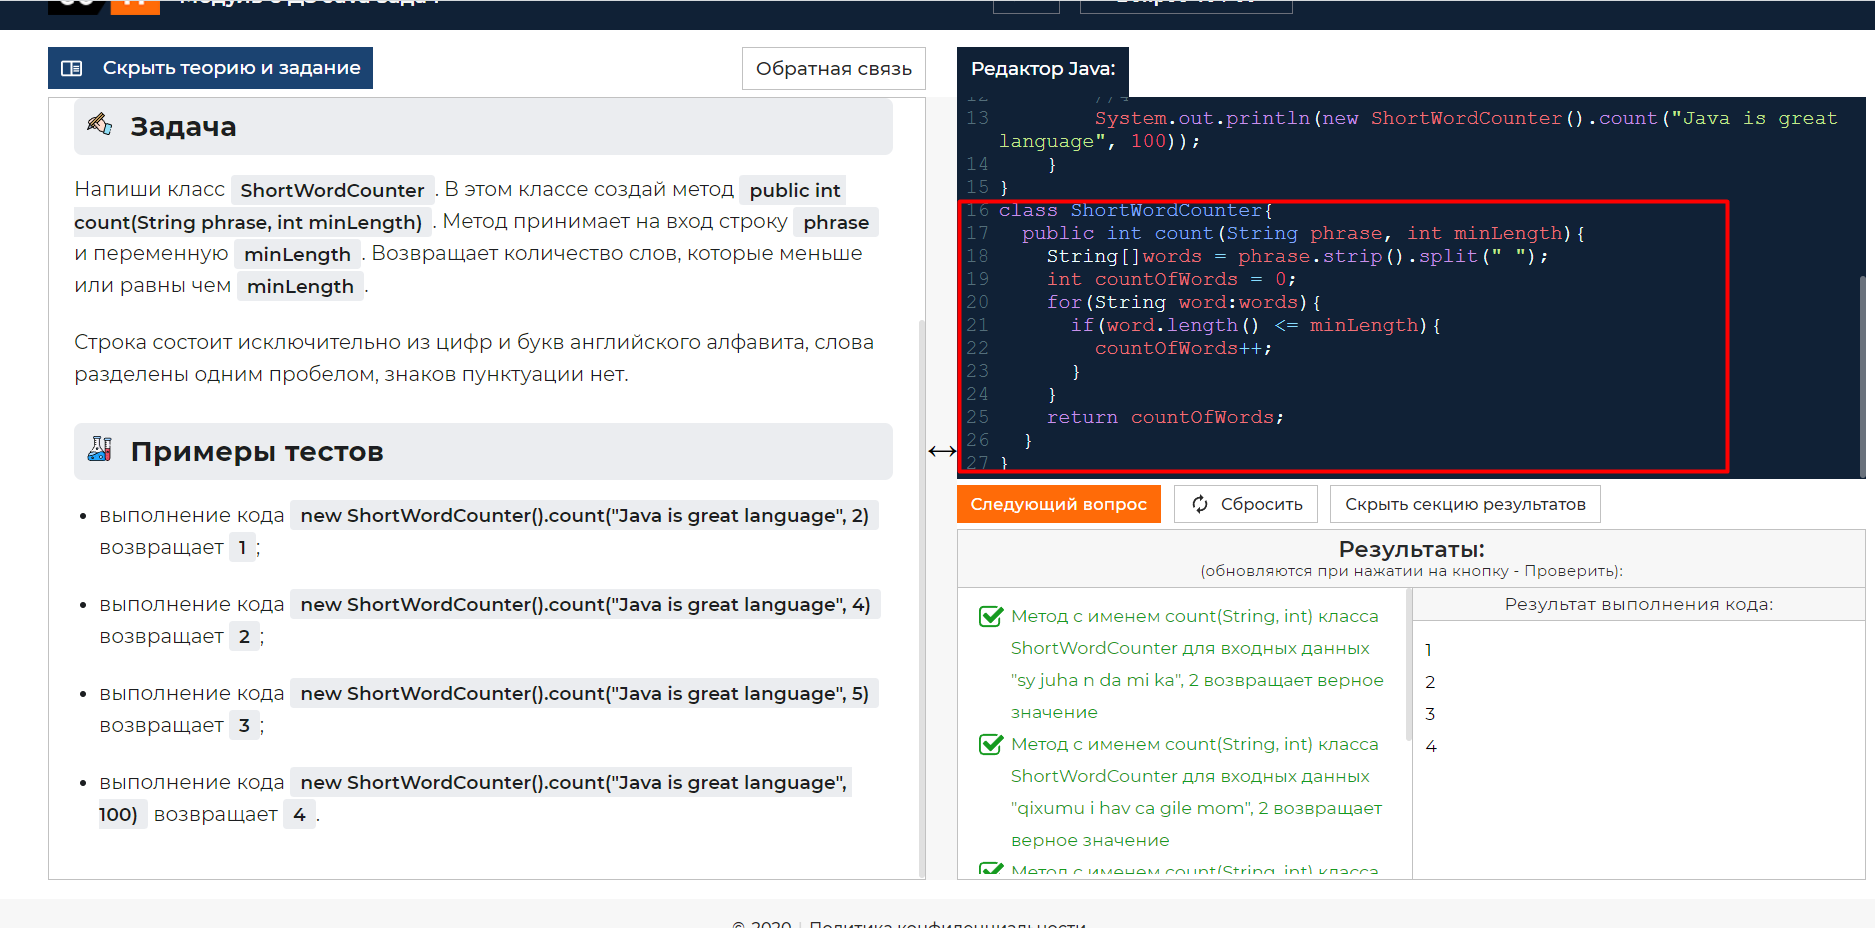 Скрыть теорию и задание
Обратная связь
Задача
Напиши класс ShortWordCounter . В этом классе создай метод public int
count(String phrase, int minLength) . Метод принимает на вход строку phrase
и переменную minLength . Возвращает количество слов, которые меньше
или равны чем minLength .
Строка состоит исключительно из цифр и букв английского алфавита, слова
разделены одним пробелом, знаков пунктуации нет.
Примеры тестов
• выполнение кода new ShortWordCounter().count("Java is great language", 2)
возвращает 1 ;
• выполнение кода new ShortWordCounter().count("Java is great language", 4)
возвращает 2 ;
• выполнение кода new ShortWordCounter().count("Java is great language", 5)
возвращает 3 ;
• выполнение кода new ShortWordCounter().count("Java is great language",
100) возвращает 4 .
Редактор Java:
12 //4
13 System.out.println(new ShortWordCounter().count("Java is great
language", 100));
14 }
15 }
16 class ShortWordCounter{
17 public int count(String phrase, int minLength){
18 String[]words = phrase.strip().split(" ");
19 int countOfWords = 0;
20 for(String word:words){
21 if(word.length() <= minLength){
22 countOfWords++;
23 }
24 }
25 return countOfWords;
26 }
27 }
Следующий вопрос
Сбросить
Скрыть секцию результатов
Результаты:
(обновляются при нажатии на кнопку - Проверить):
Метод с именем count(String, int) класса
ShortWordCounter для входных данных
"sy juha n da mi ka", 2 возвращает верное
значение
Метод с именем count(String, int) класса
ShortWordCounter для входных данных
"qixumu i hav ca gile mom", 2 возвращает
верное значение
Метод с именем count(String, int) класса
Результат выполнения кода:
1
2
3
4
© 2020 | Политика конфиденциальности